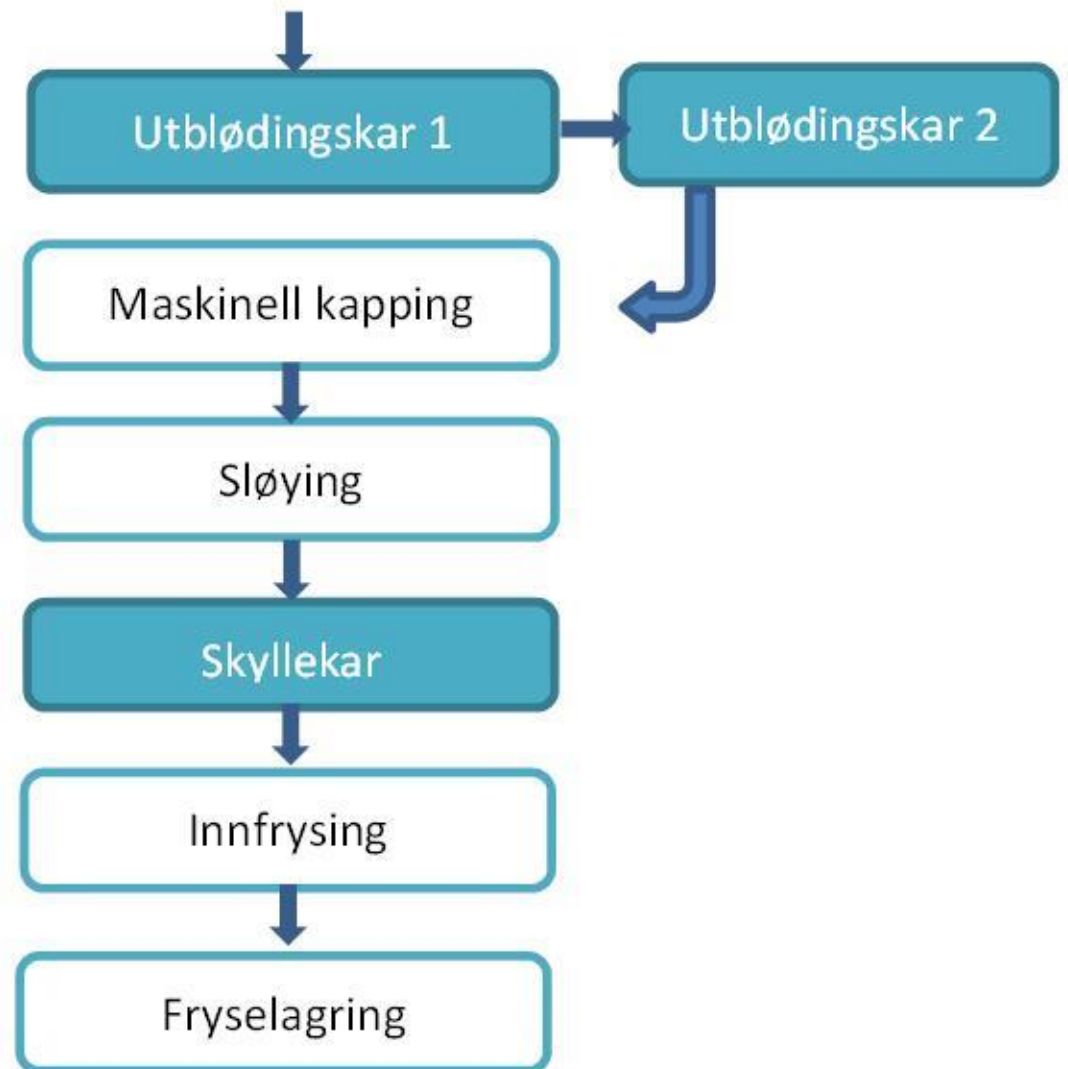 Utblødingskar 1
Utblødingskar 2
Maskinell kapping
Sløying
Skyllekar
Innfrysing
Fryselagring